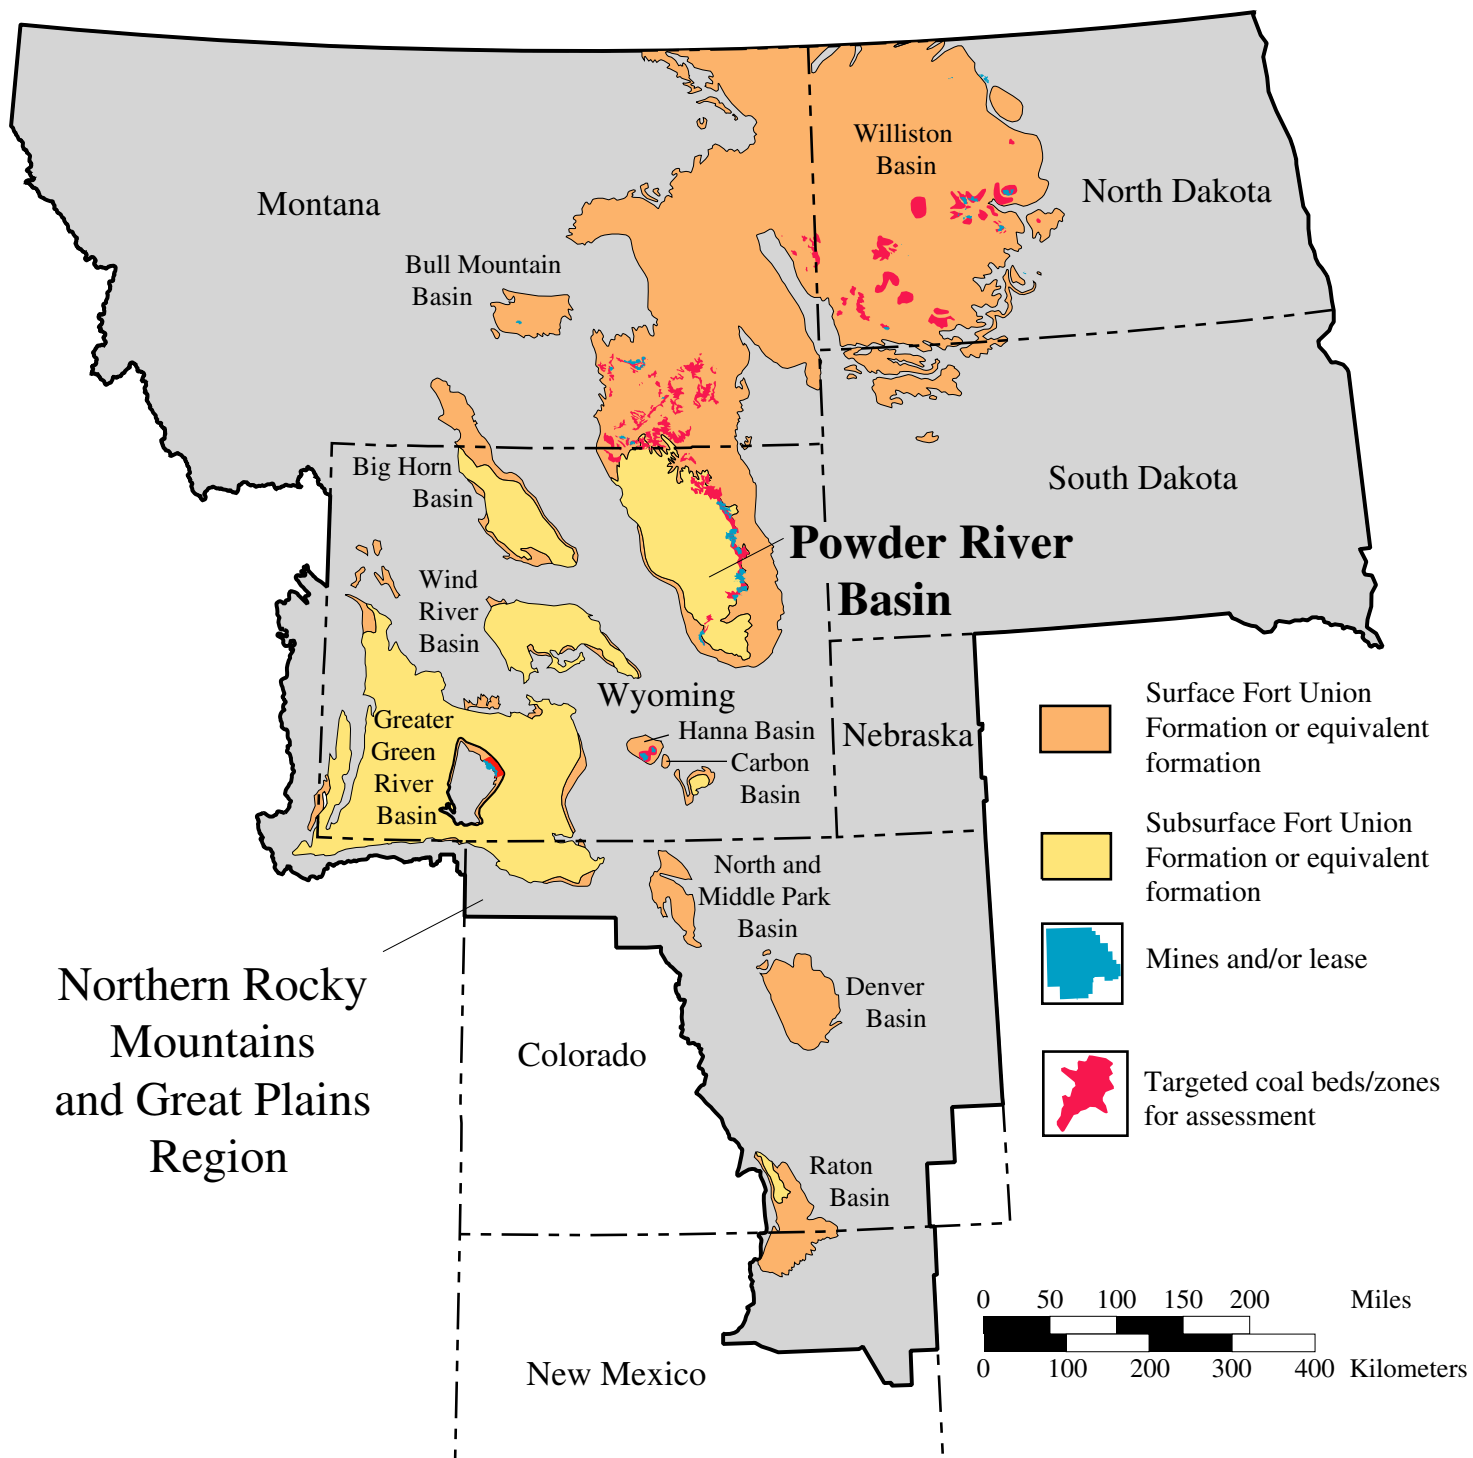 Williston
Basin
Montana
North Dakota
Bull Mountain
Basin
Big Horn
Basin
South Dakota
Powder River
Basin
Wind
River
Basin
Wyoming
Greater
Green
River
Basin
Hanna Basin
Carbon
Basin
Nebraska
North and
Middle Park
Basin
Denver
Basin
Northern Rocky
Mountains
and Great Plains
Region
Colorado
Raton
Basin
New Mexico
Surface Fort Union
Formation or equivalent
formation
Subsurface Fort Union
Formation or equivalent
formation
Mines and/or lease
Targeted coal beds/zones
for assessment
0 50 100 150 200 Miles
0 100 200 300 400 Kilometers